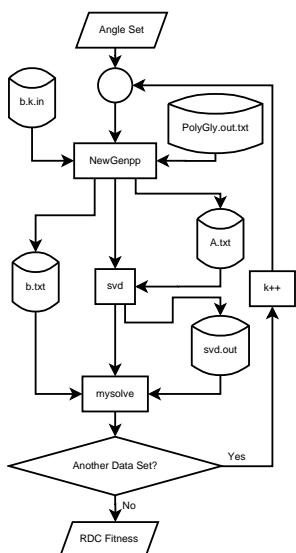 Angle Set
b.k.in
PolyGly.out.txt
NewGenpp
A.txt
b.txt
svd
k++
svd.out
mysolve
Another Data Set?
Yes
No
RDC Fitness